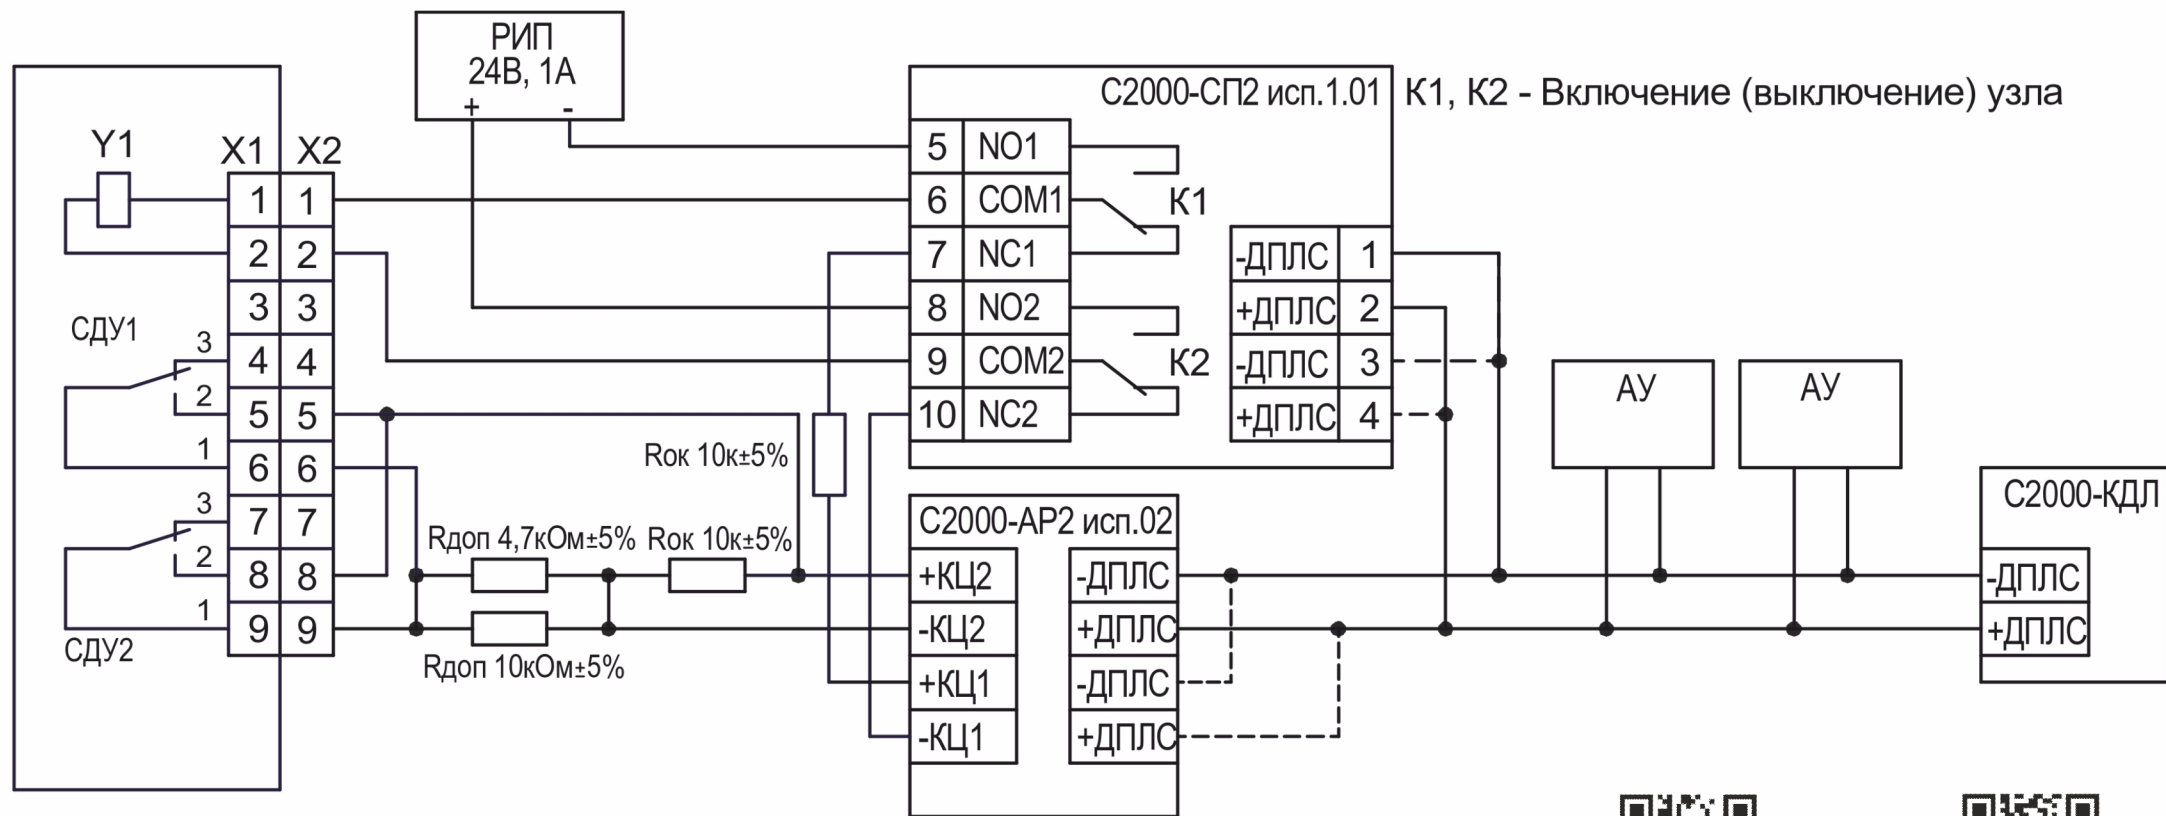 РИП
24В, 1А
+ -
С2000-СП2 исп.1.01
К1, К2 - Включение (выключение) узла
Y1
X1 X2
1 1
2 2
3 3
4 4
5 5
6 6
7 7
8 8
9 9
СДУ1
3
2
1
3
2
1
СДУ2
5 NO1
6 COM1
7 NC1
8 NO2
9 COM2
10 NC2
К1
К2
-ДПЛС 1
+ДПЛС 2
-ДПЛС 3
+ДПЛС 4
АУ
АУ
Rок 10к±5%
Rдоп 4,7кОм±5%
Rок 10к±5%
Rдоп 10кОм±5%
С2000-АР2 исп.02
+КЦ2
-КЦ2
+КЦ1
-КЦ1
-ДПЛС
+ДПЛС
-ДПЛС
+ДПЛС
С2000-КДЛ
-ДПЛС
+ДПЛС